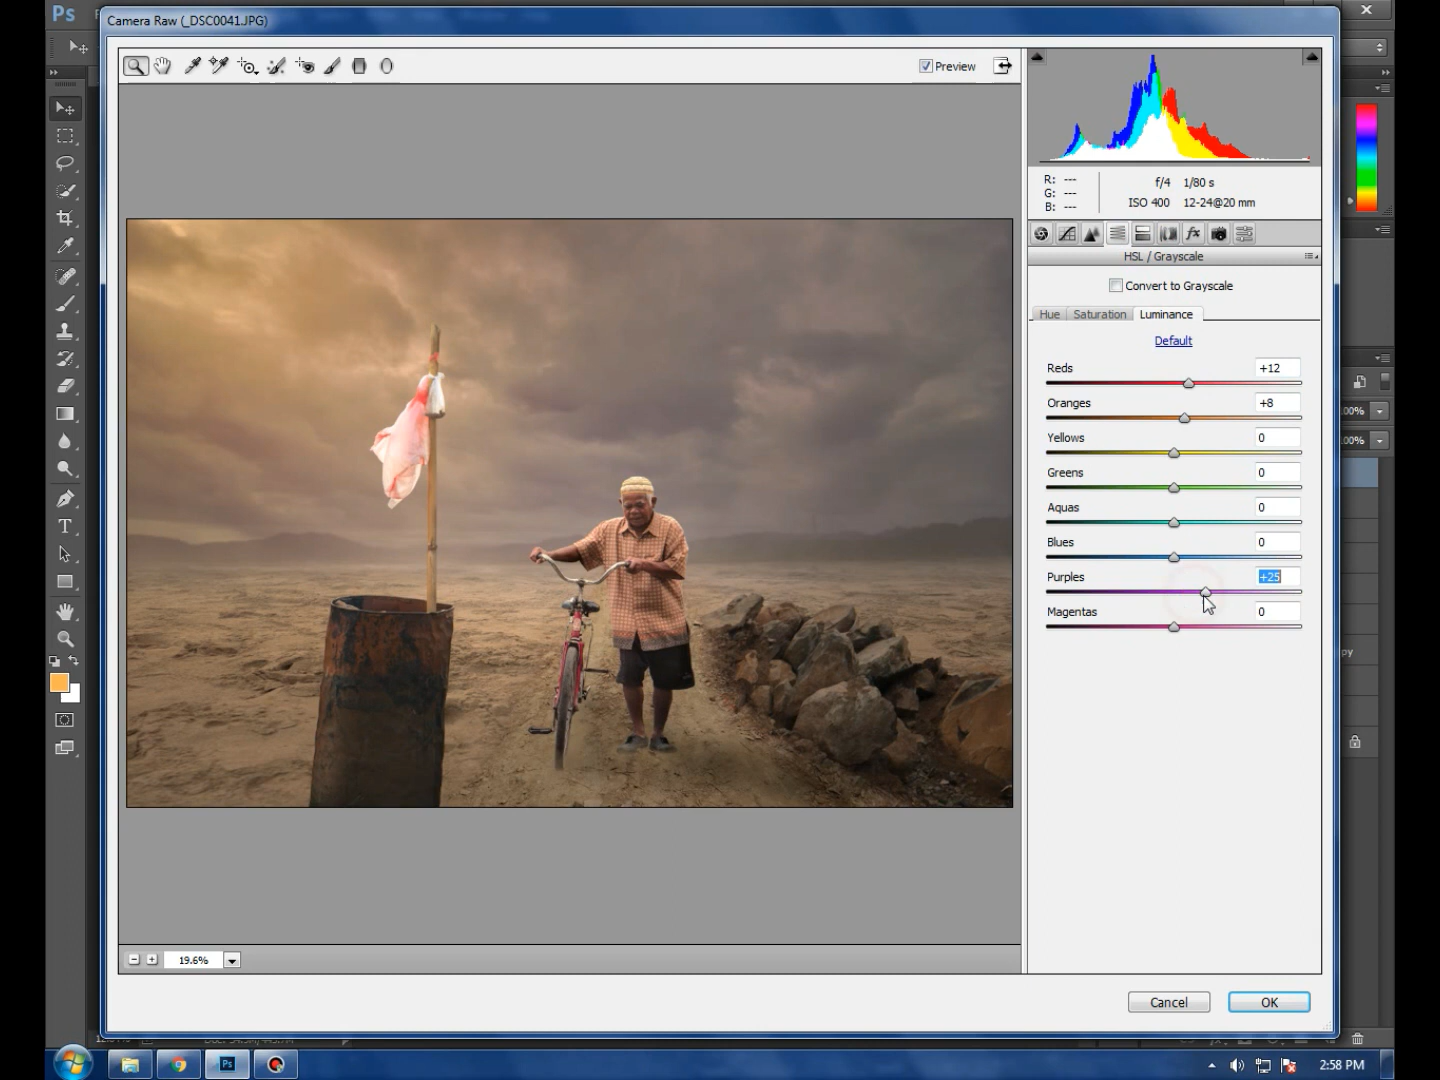 Ps
Camera Raw (_DSC0041.JPG)
Preview
R: ---
G: ---
B: ---
f/4 1/80 s
ISO 400 12-24@20 mm
fx
HSL / Grayscale
Convert to Grayscale
Hue Saturation Luminance
Default
Reds +12
Oranges +8
Yellows 0
Greens 0
Aquas 0
Blues 0
Purples +25
Magentas 0
T
19.6%
Cancel OK
Ps
2:58 PM